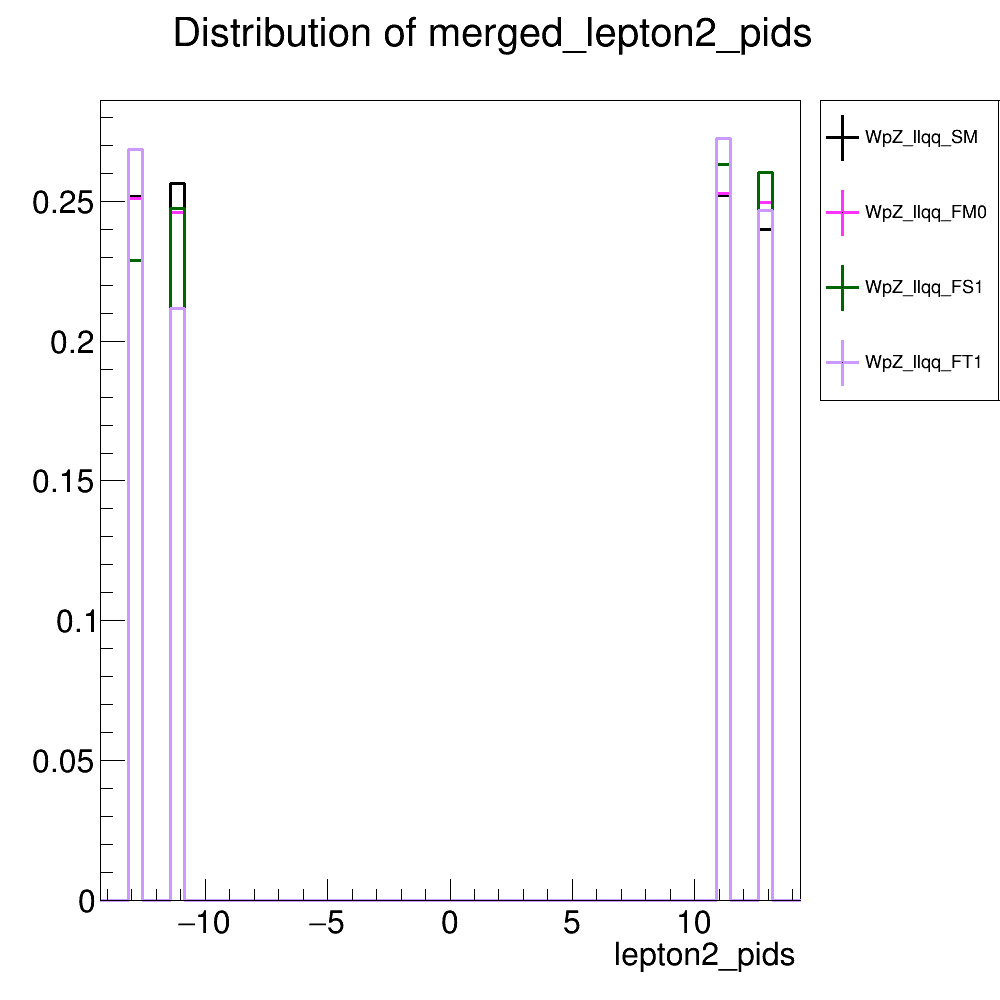 Distribution of merged_lepton2_pids
WpZ_llqq_SM
WpZ_llqq_FM0
WpZ_llqq_FS1
WpZ_llqq_FT1
0.25
0.2
0.15
0.1
0.05
0
−10 −5 0 5 10
lepton2_pids